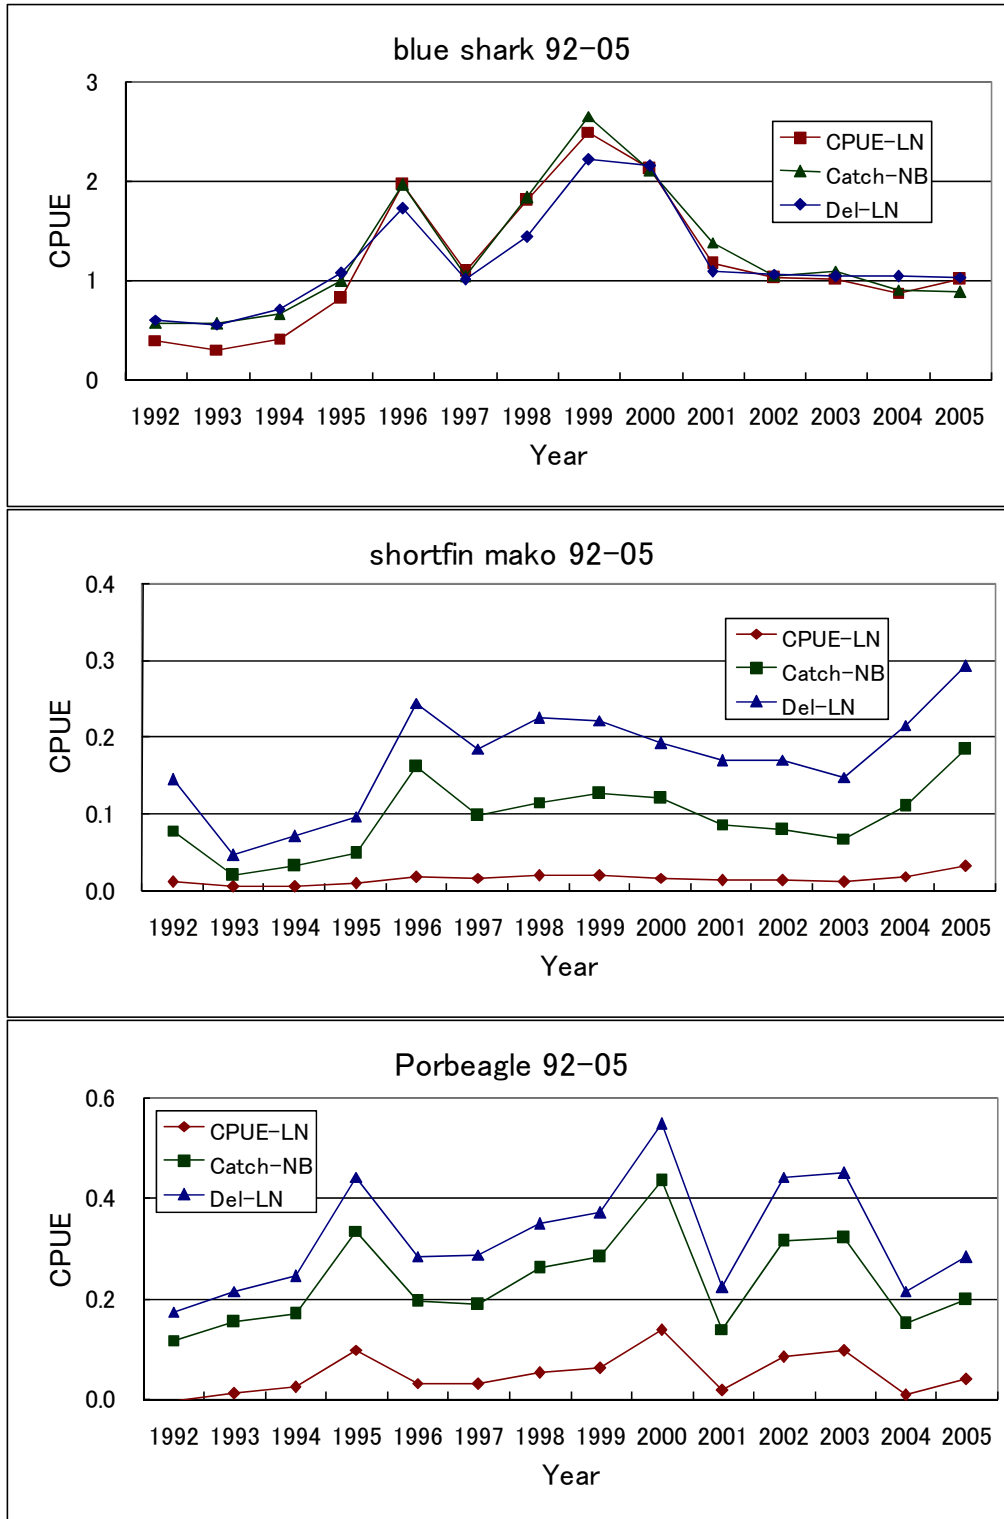 blue shark 92-05
3
2
1
0
CPUE
CPUE-LN
Catch-NB
Del-LN
1992 1993 1994 1995 1996 1997 1998 1999 2000 2001 2002 2003 2004 2005
Year
shortfin mako 92-05
0.4
0.3
0.2
0.1
0.0
CPUE
CPUE-LN
Catch-NB
Del-LN
1992 1993 1994 1995 1996 1997 1998 1999 2000 2001 2002 2003 2004 2005
Year
Porbeagle 92-05
0.6
0.4
0.2
0.0
CPUE
CPUE-LN
Catch-NB
Del-LN
1992 1993 1994 1995 1996 1997 1998 1999 2000 2001 2002 2003 2004 2005
Year